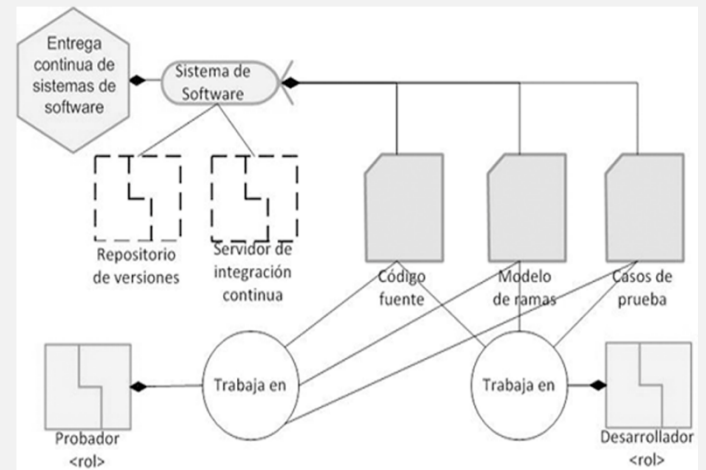 Entrega
continua de
sistemas de
software
Sistema de
Software
Repositorio
de versiones
Servidor de
integración
continua
Código
fuente
Modelo
de ramas
Casos de
prueba
Trabaja en
Trabaja en
Probador
<rol>
Desarrollador
<rol>